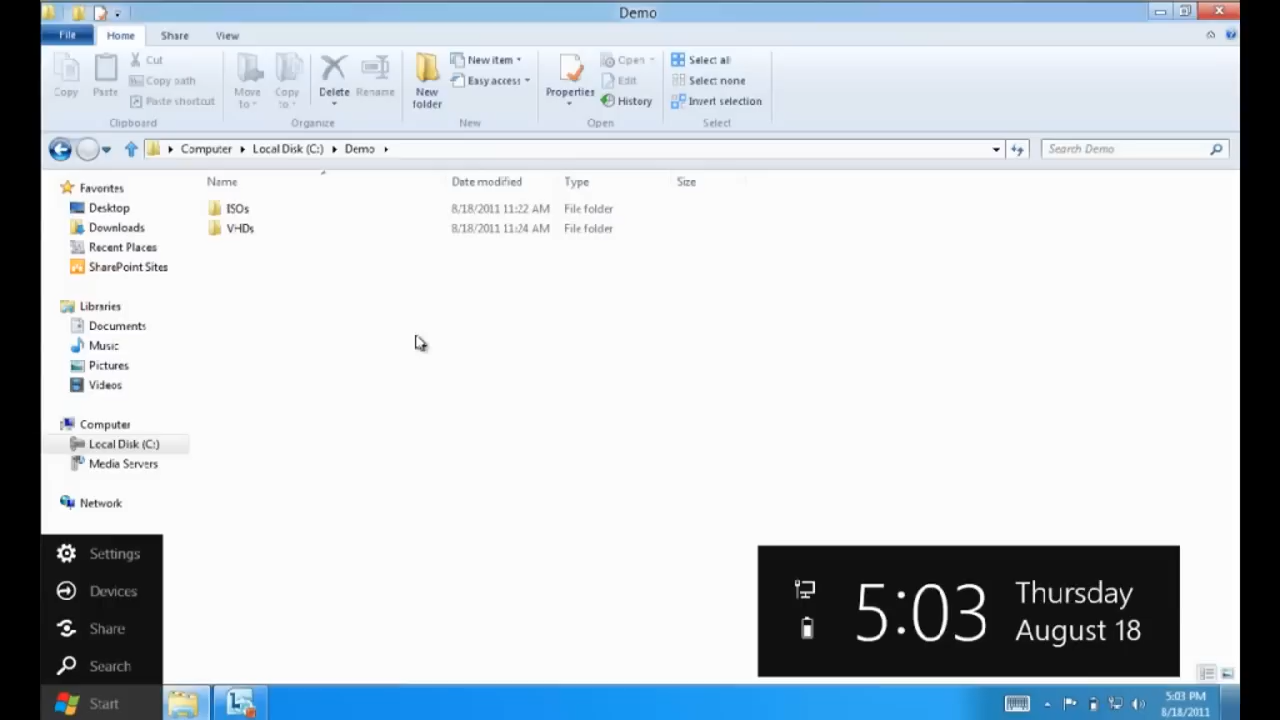 Demo
File Home Share View
Copy
Paste
Cut
Copy path
Paste shortcut
Clipboard
Move to
Copy to
Delete
Rename
Organize
New folder
New item
Easy access
New
Properties
Open
Edit
History
Open
Select all
Select none
Invert selection
Select
Computer Local Disk (C:) Demo
Search Demo
Name Date modified Type Size
ISOs 8/18/2011 11:22 AM File folder
VHDs 8/18/2011 11:24 AM File folder
Favorites
Desktop
Downloads
Recent Places
SharePoint Sites
Libraries
Documents
Music
Pictures
Videos
Computer
Local Disk (C:)
Media Servers
Network
Settings
Devices
Share
Search
Start
5:03
Thursday
August 18
5:03 PM
8/18/2011